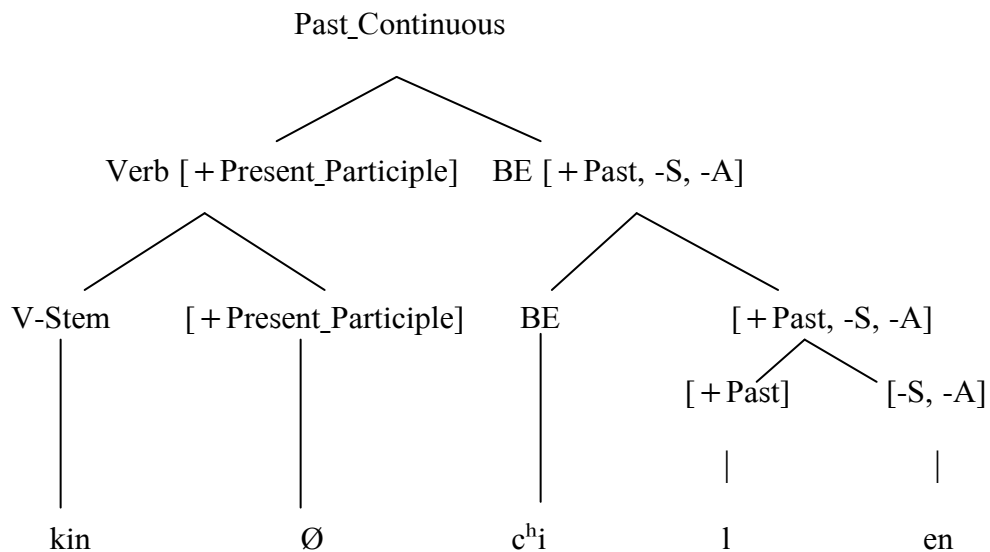 Past_Continuous
Verb [+Present_Participle] BE [+Past, -S, -A]
V-Stem [+Present_Participle] BE [+Past, -S, -A]
[+Past] [-S, -A]
| |
kin Ø cʰi l en